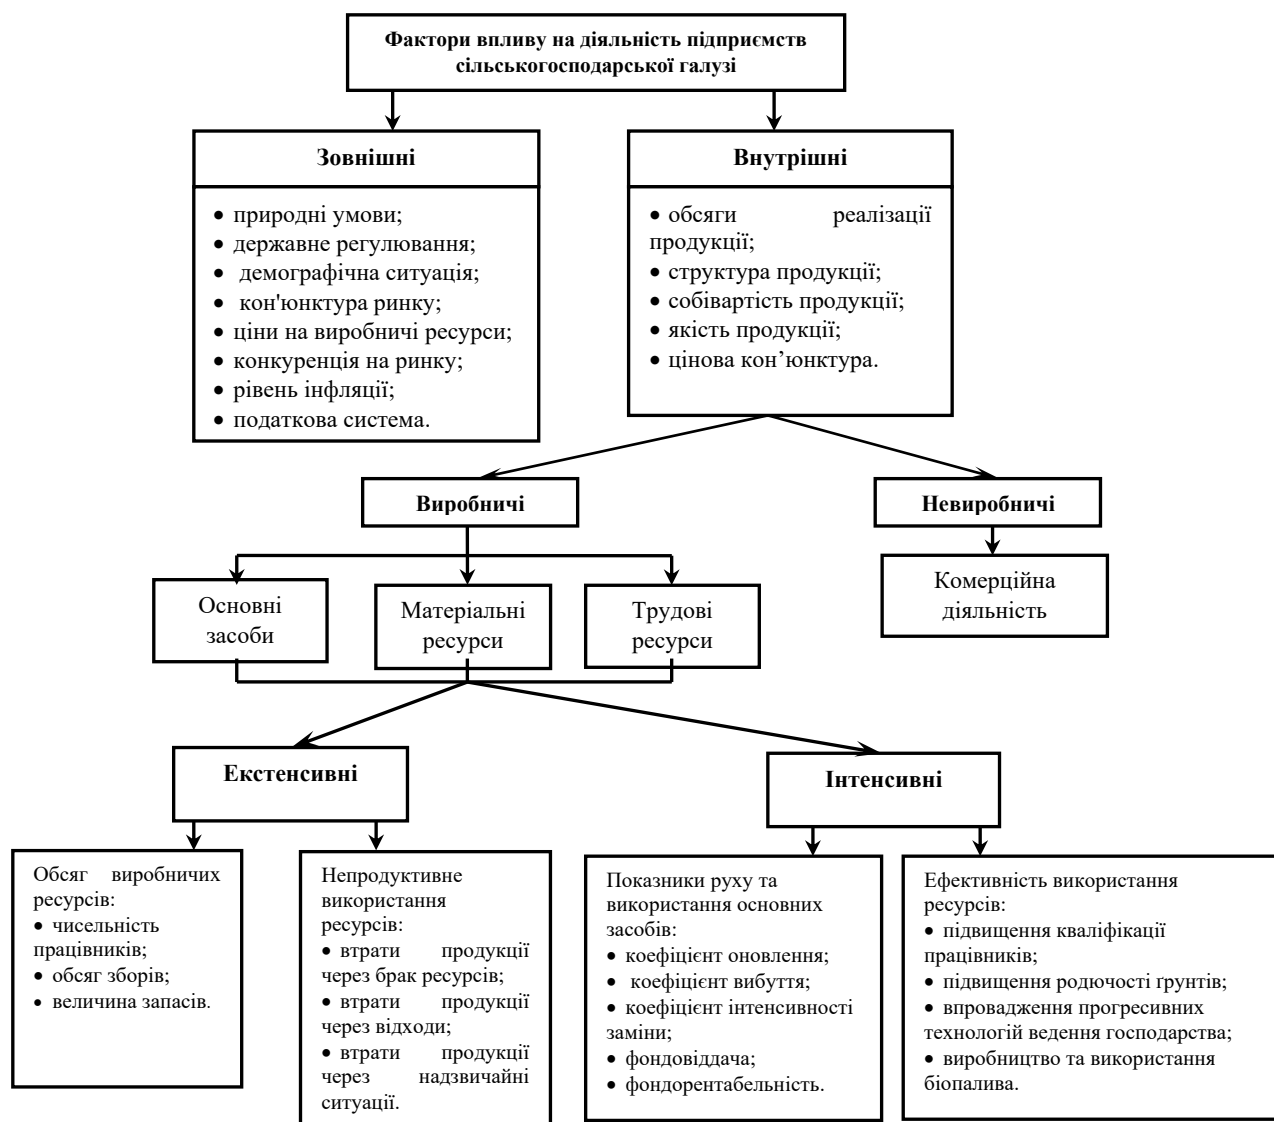 Фактори впливу на діяльність підприємств
сільськогосподарської галузі
Зовнішні
• природні умови;
• державне регулювання;
• демографічна ситуація;
• кон'юнктура ринку;
• ціни на виробничі ресурси;
• конкуренція на ринку;
• рівень інфляції;
• податкова система.
Внутрішні
• обсяги реалізації
продукції;
• структура продукції;
• собівартість продукції;
• якість продукції;
• цінова кон’юнктура.
Виробничі
Невиробничі
Основні
засоби
Матеріальні
ресурси
Трудові
ресурси
Комерційна
діяльність
Екстенсивні
Інтенсивні
Обсяг виробничих
ресурсів:
• чисельність
працівників;
• обсяг зборів;
• величина запасів.
Непродуктивне
використання
ресурсів:
• втрати продукції
через брак ресурсів;
• втрати продукції
через відходи;
• втрати продукції
через надзвичайні
ситуації.
Показники руху та
використання основних
засобів:
• коефіцієнт оновлення;
• коефіцієнт вибуття;
• коефіцієнт інтенсивності
заміни;
• фондовіддача;
• фондорентабельність.
Ефективність використання
ресурсів:
• підвищення кваліфікації
працівників;
• підвищення родючості ґрунтів;
• впровадження прогресивних
технологій ведення господарства;
• виробництво та використання
біопалива.